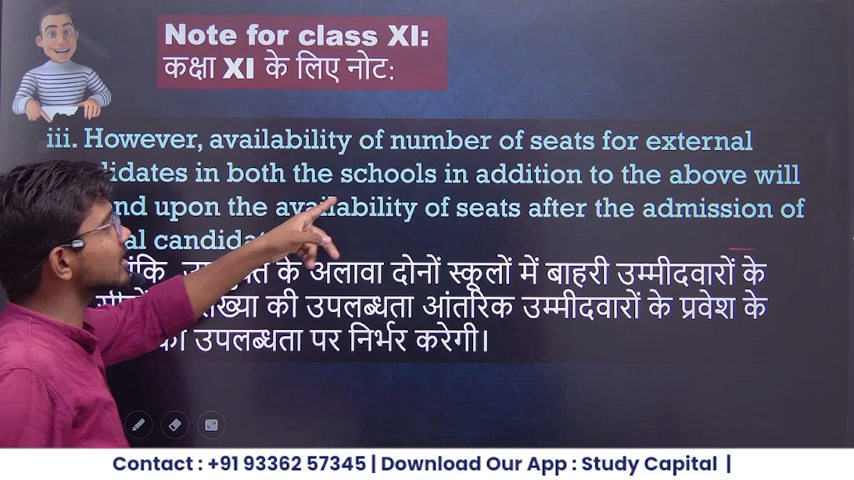 Note for class XI:
कक्षा XI के लिए नोट:
iii. However, availability of number of seats for external
in both the schools in addition to the above will
upon the availability of seats after the admission of
के अलावा दोनों स्कूलों में बाहरी उम्मीदवारों के
की उपलब्धता आंतरिक उम्मीदवारों के प्रवेश के
उपलब्धता पर निर्भर करेगी।
Contact : +91 93362 57345 | Download Our App : Study Capital |